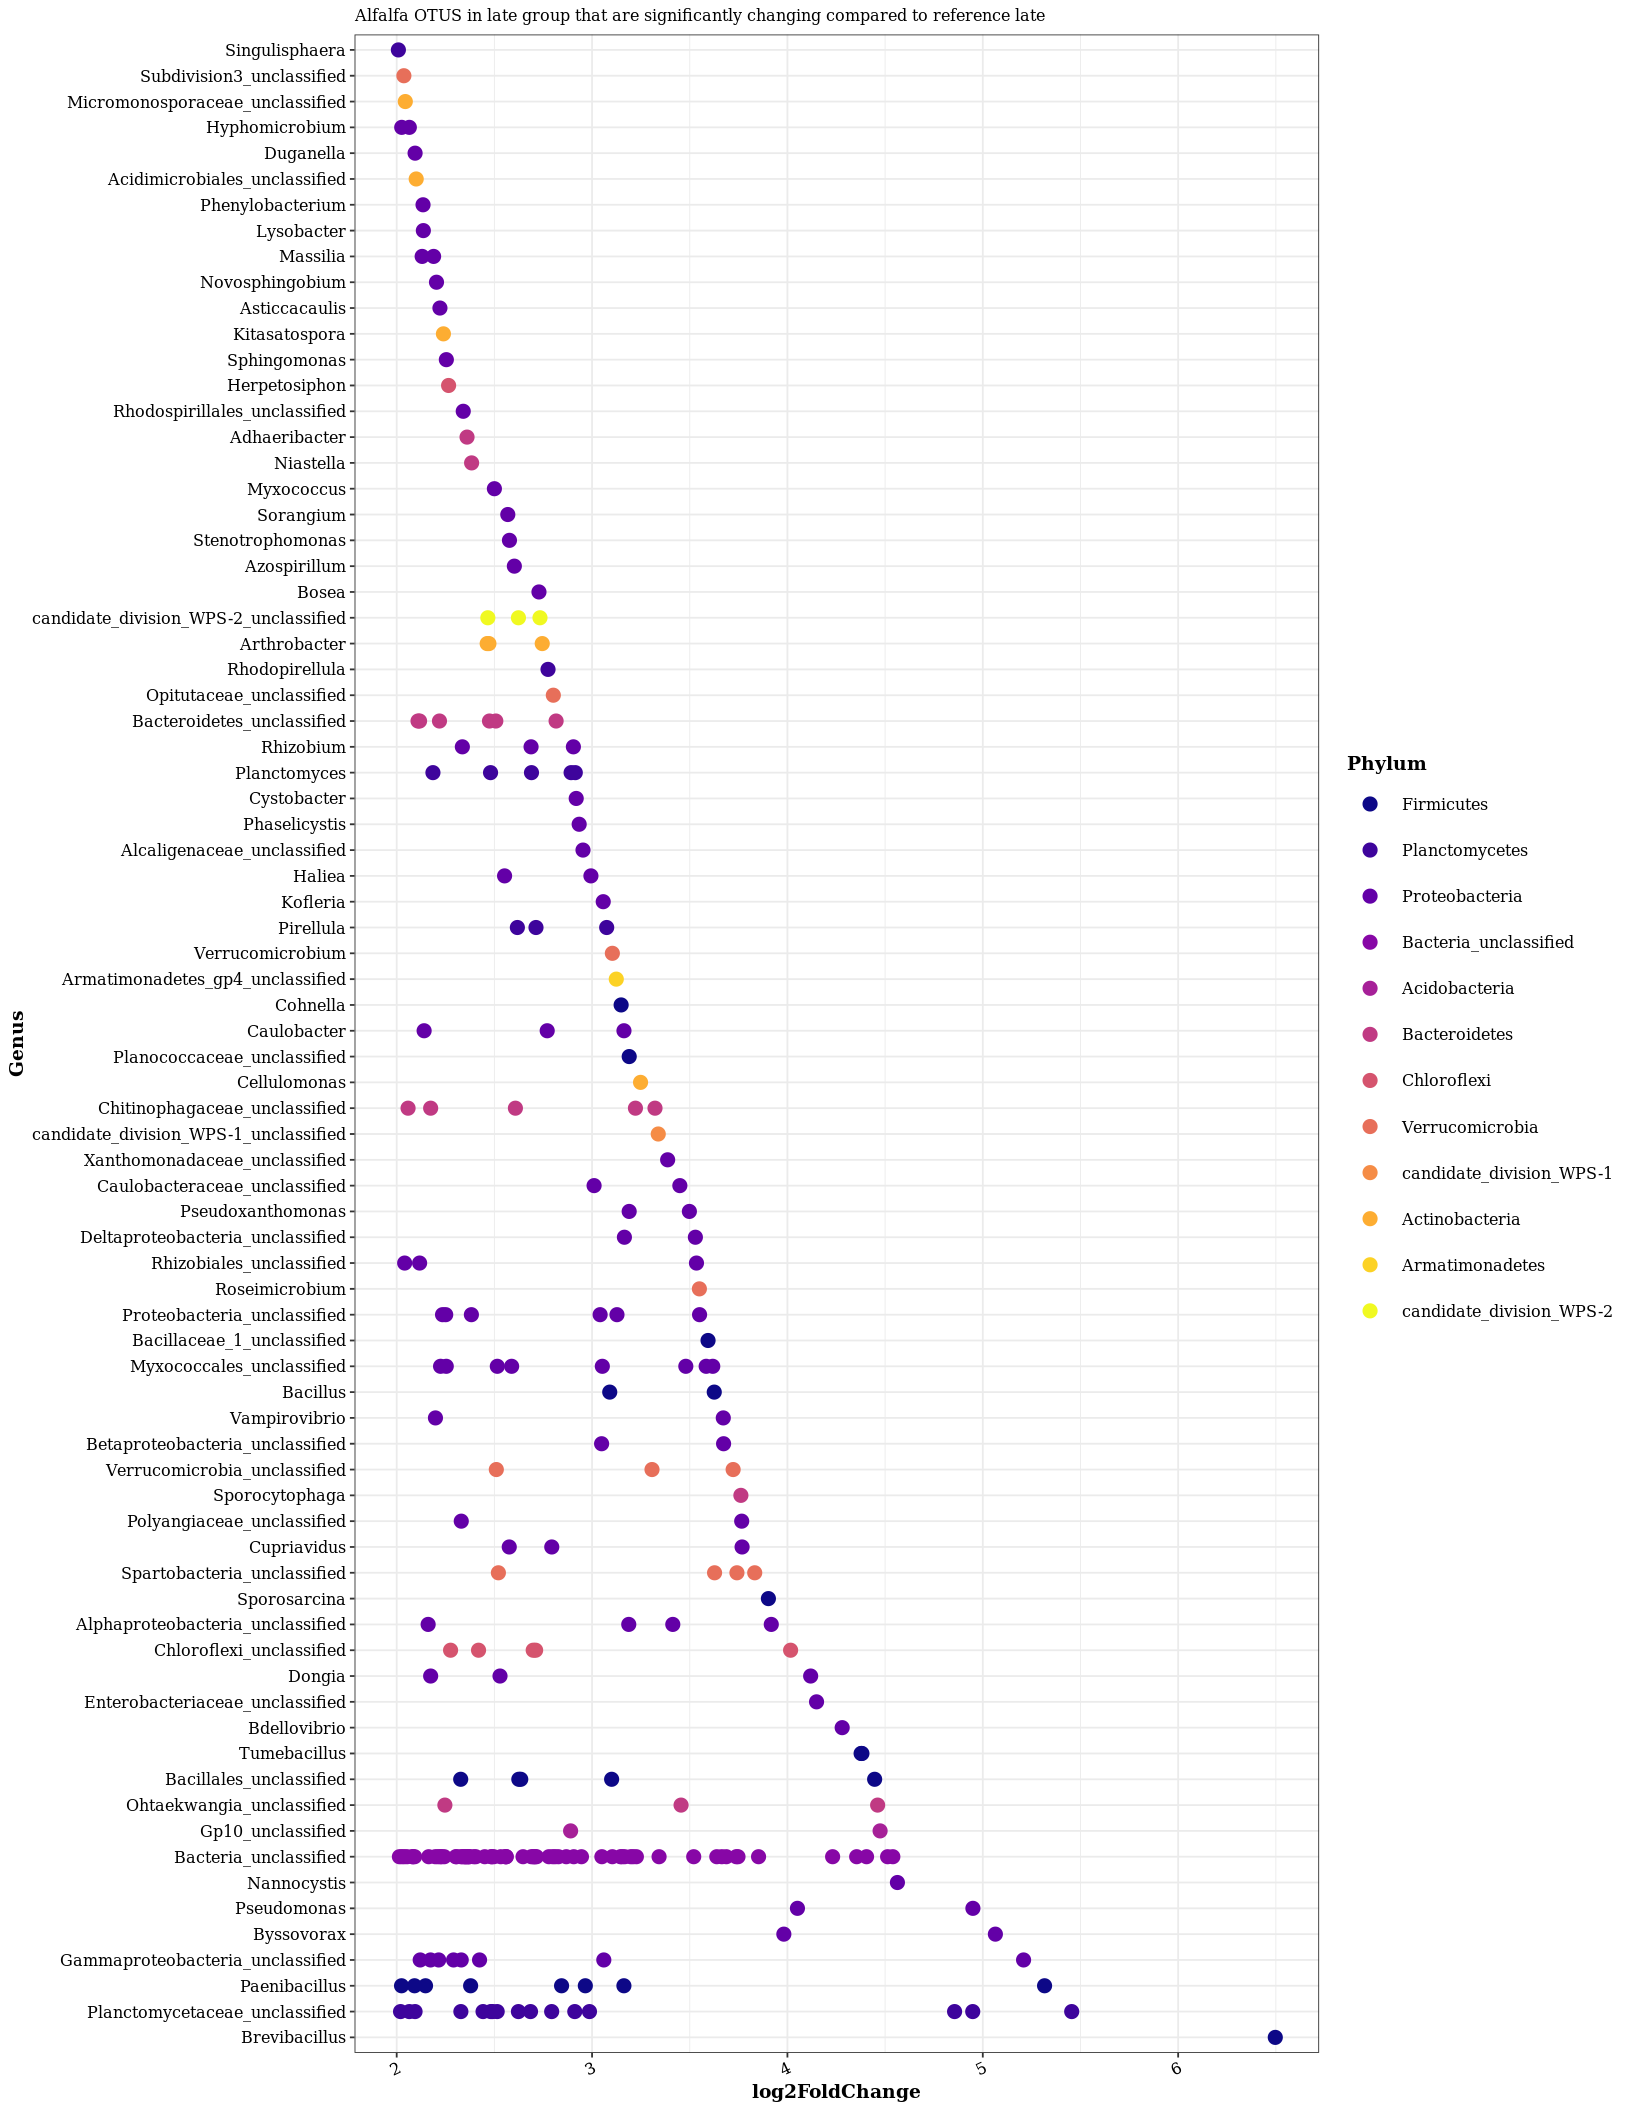 Alfalfa OTUS in late group that are significantly changing compared to reference late
Singulisphaera
Subdivision3_unclassified
Micromonosporaceae_unclassified
Hyphomicrobium
Duganella
Acidimicrobiales_unclassified
Phenylobacterium
Lysobacter
Massilia
Novosphingobium
Asticcacaulis
Kitasatospora
Sphingomonas
Herpetosiphon
Rhodospirillales_unclassified
Adhaeribacter
Niastella
Myxococcus
Sorangium
Stenotrophomonas
Azospirillum
Bosea
candidate_division_WPS-2_unclassified
Arthrobacter
Rhodopirellula
Opitutaceae_unclassified
Bacteroidetes_unclassified
Rhizobium
Planctomyces
Cystobacter
Phaselicystis
Alcaligenaceae_unclassified
Haliea
Kofleria
Pirellula
Verrucomicrobium
Armatimonadetes_gp4_unclassified
Cohnella
Caulobacter
Planococcaceae_unclassified
Cellulomonas
Chitinophagaceae_unclassified
candidate_division_WPS-1_unclassified
Xanthomonadaceae_unclassified
Caulobacteraceae_unclassified
Pseudoxanthomonas
Deltaproteobacteria_unclassified
Rhizobiales_unclassified
Roseimicrobium
Proteobacteria_unclassified
Bacillaceae_1_unclassified
Myxococcales_unclassified
Bacillus
Vampirovibrio
Betaproteobacteria_unclassified
Verrucomicrobia_unclassified
Sporocytophaga
Polyangiaceae_unclassified
Cupriavidus
Spartobacteria_unclassified
Sporosarcina
Alphaproteobacteria_unclassified
Chloroflexi_unclassified
Dongia
Enterobacteriaceae_unclassified
Bdellovibrio
Tumebacillus
Bacillales_unclassified
Ohtaekwangia_unclassified
Gp10_unclassified
Bacteria_unclassified
Nannocystis
Pseudomonas
Byssovorax
Gammaproteobacteria_unclassified
Paenibacillus
Planctomycetaceae_unclassified
Brevibacillus
Genus
2 3 4 5 6
log2FoldChange
Phylum
Firmicutes
Planctomycetes
Proteobacteria
Bacteria_unclassified
Acidobacteria
Bacteroidetes
Chloroflexi
Verrucomicrobia
candidate_division_WPS-1
Actinobacteria
Armatimonadetes
candidate_division_WPS-2